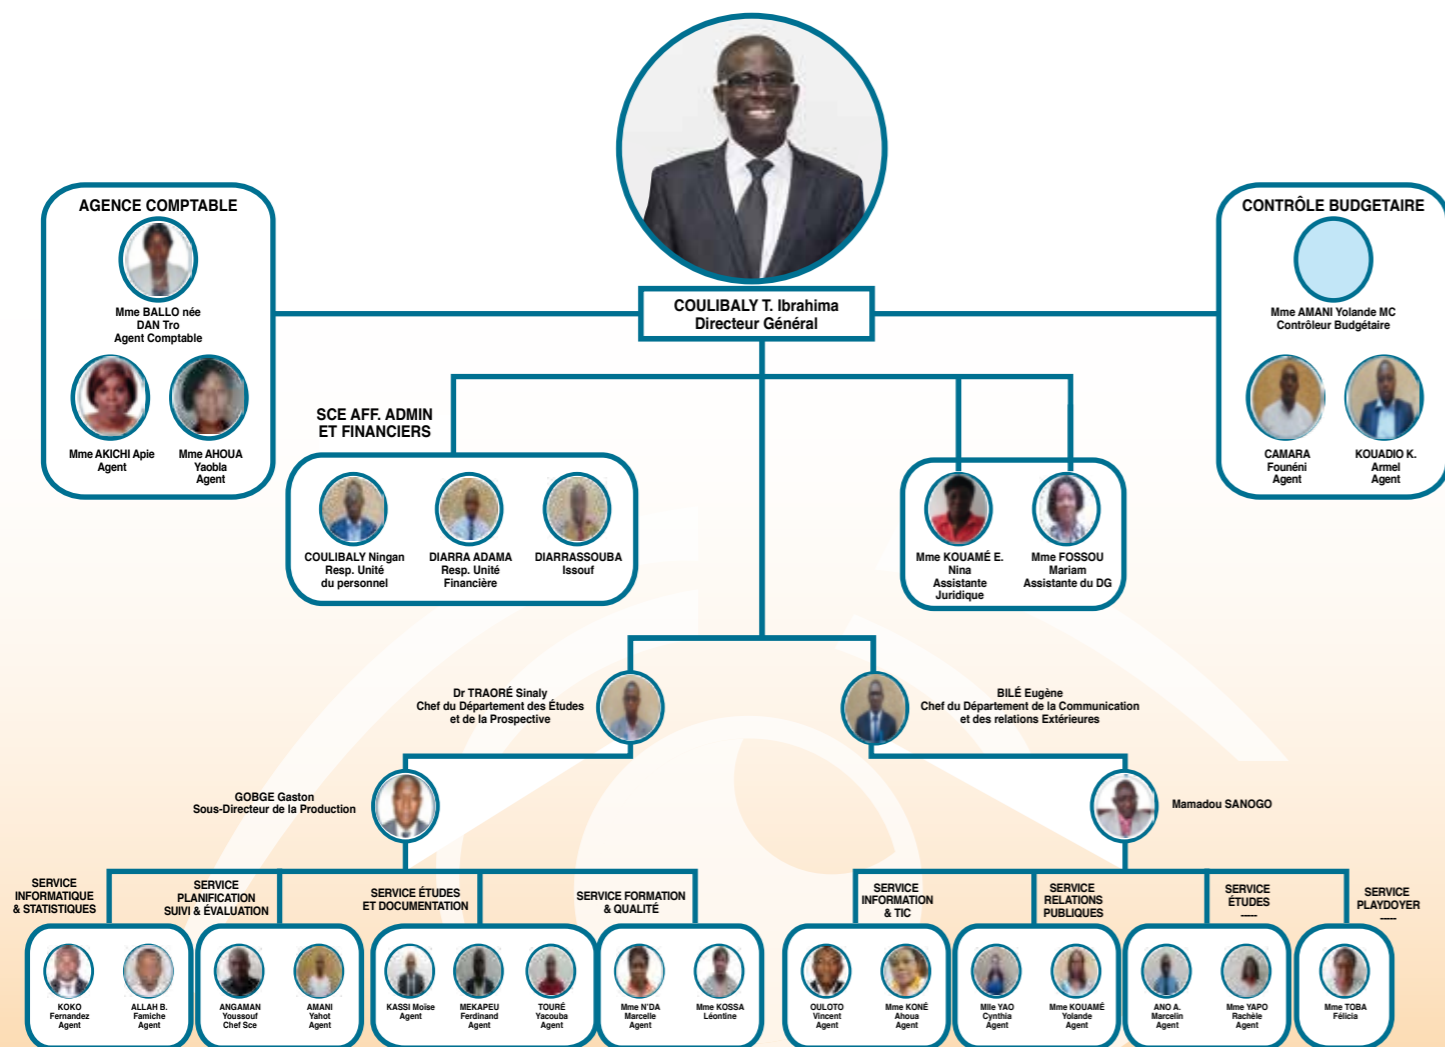 COULIBALY T. Ibrahima
Directeur Général
AGENCE COMPTABLE
Mme BALLO née
DAN Tro
Agent Comptable
Mme AKICHI Apie
Agent
Mme AHOUA
Yaobla
Agent
CONTRÔLE BUDGETAIRE
Mme AMANI Yolande MC
Contrôleur Budgétaire
CAMARA
Founéni
Agent
KOUADIO K.
Armel
Agent
SCE AFF. ADMIN
ET FINANCIERS
COULIBALY Ningan
Resp. Unité
du personnel
DIARRA ADAMA
Resp. Unité
Financière
DIARRASSOUBA
Issouf
Mme KOUAMÉ E.
Nina
Assistante
Juridique
Mme FOSSOU
Mariam
Assistante du DG
Dr TRAORÉ Sinaly
Chef du Département des Études
et de la Prospective
BILÉ Eugène
Chef du Département de la Communication
et des relations Extérieures
GOBGE Gaston
Sous-Directeur de la Production
Mamadou SANOGO
SERVICE
INFORMATIQUE
& STATISTIQUES
KOKO
Fernandez
Agent
ALLAH B.
Famiche
Agent
SERVICE
PLANIFICATION
SUIVI & ÉVALUATION
ANGAMAN
Youssouf
Chef Sce
AMANI
Yahot
Agent
SERVICE ÉTUDES
ET DOCUMENTATION
KASSI Moïse
Agent
MEKAPEU
Ferdinand
Agent
TOURÉ
Yacouba
Agent
SERVICE FORMATION
& QUALITÉ
Mme N'DA
Marcelle
Agent
Mme KOSSA
Léontine
SERVICE
INFORMATION
& TIC
OULOTO
Vincent
Agent
Mme KONÉ
Ahoua
Agent
SERVICE
RELATIONS
PUBLIQUES
Mlle YAO
Cynthia
Agent
Mme KOUAMÉ
Yolande
Agent
SERVICE
ÉTUDES
-----
ANO A.
Marcelin
Agent
Mme YAPO
Rachèle
Agent
SERVICE
PLAYDOYER
-----
Mme TOBA
Félicia